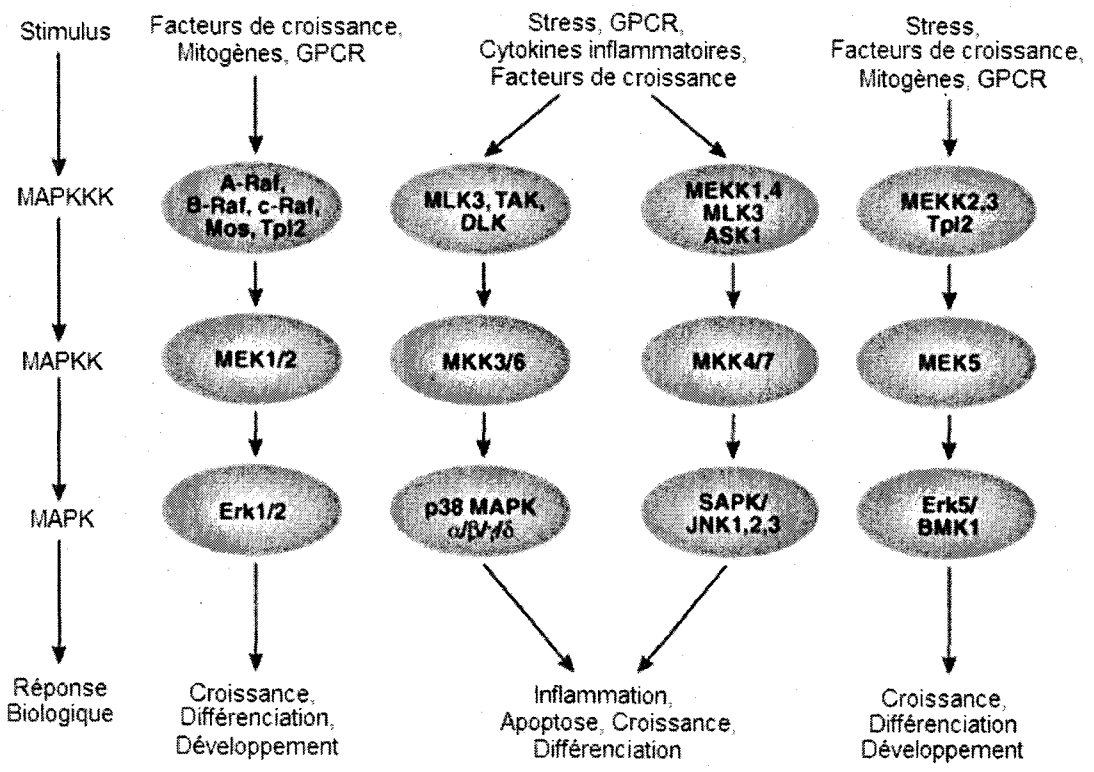 Stimulus
Facteurs de croissance,
Mitogènes, GPCR
Stress, GPCR,
Cytokines inflammatoires,
Facteurs de croissance
Stress,
Facteurs de croissance,
Mitogènes, GPCR
MAPKKK
A-Raf,
B-Raf, c-Raf,
Mos, Tpl2
MLK3, TAK,
DLK
MEKK1,4
MLK3
ASK1
MEKK2,3
Tpl2
MAPKK
MEK1/2
MKK3/6
MKK4/7
MEK5
MAPK
Erk1/2
p38 MAPK
α/β/γ/δ
SAPK/
JNK1,2,3
Erk5/
BMK1
Réponse
Biologique
Croissance,
Différenciation,
Développement
Inflammation,
Apoptose, Croissance,
Différenciation
Croissance,
Différenciation
Développement